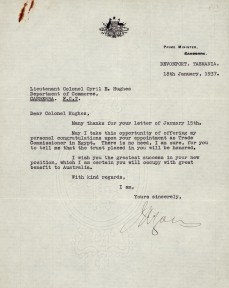 PRIME MINISTER,
CANBERRA.
DEVONPORT, TASMANIA.
18th January, 1937.
Lieutenant Colonel Cyril E. Hughes
Department of Commerce,
CANBERRA.
Dear Colonel Hughes,
Many thanks for your letter of January 15th.
May I take this opportunity of offering my
personal congratulations upon your appointment as Trade
Commissioner in Egypt. There is no need, I am sure, for you
to tell me that the trust placed in you will be honored.
I wish you the greatest success in your new
position, which I am certain you will occupy with great
benefit to Australia.
With kind regards,
I am,
Yours sincerely,